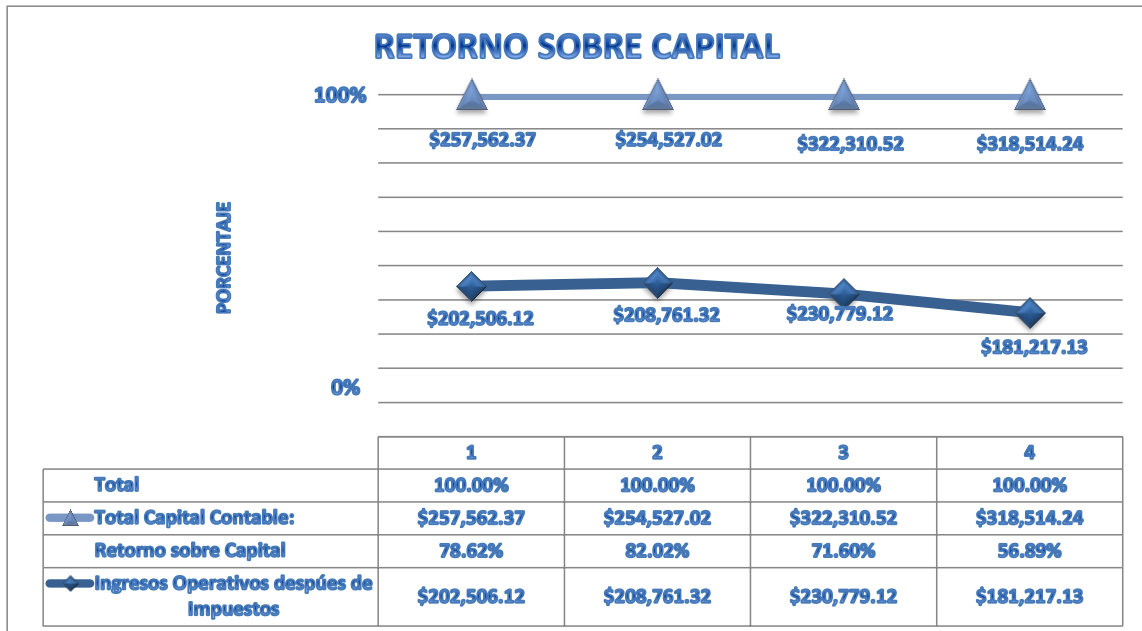 RETORNO SOBRE CAPITAL
100%
$257,562.37 $254,527.02 $322,310.52 $318,514.24
PORCENTAJE
$202,506.12 $208,761.32 $230,779.12
$181,217.13
0%
1 2 3 4
Total 100.00% 100.00% 100.00% 100.00%
Total Capital Contable: $257,562.37 $254,527.02 $322,310.52 $318,514.24
Retorno sobre Capital 78.62% 82.02% 71.60% 56.89%
Ingresos Operativos despúes de
Impuestos $202,506.12 $208,761.32 $230,779.12 $181,217.13